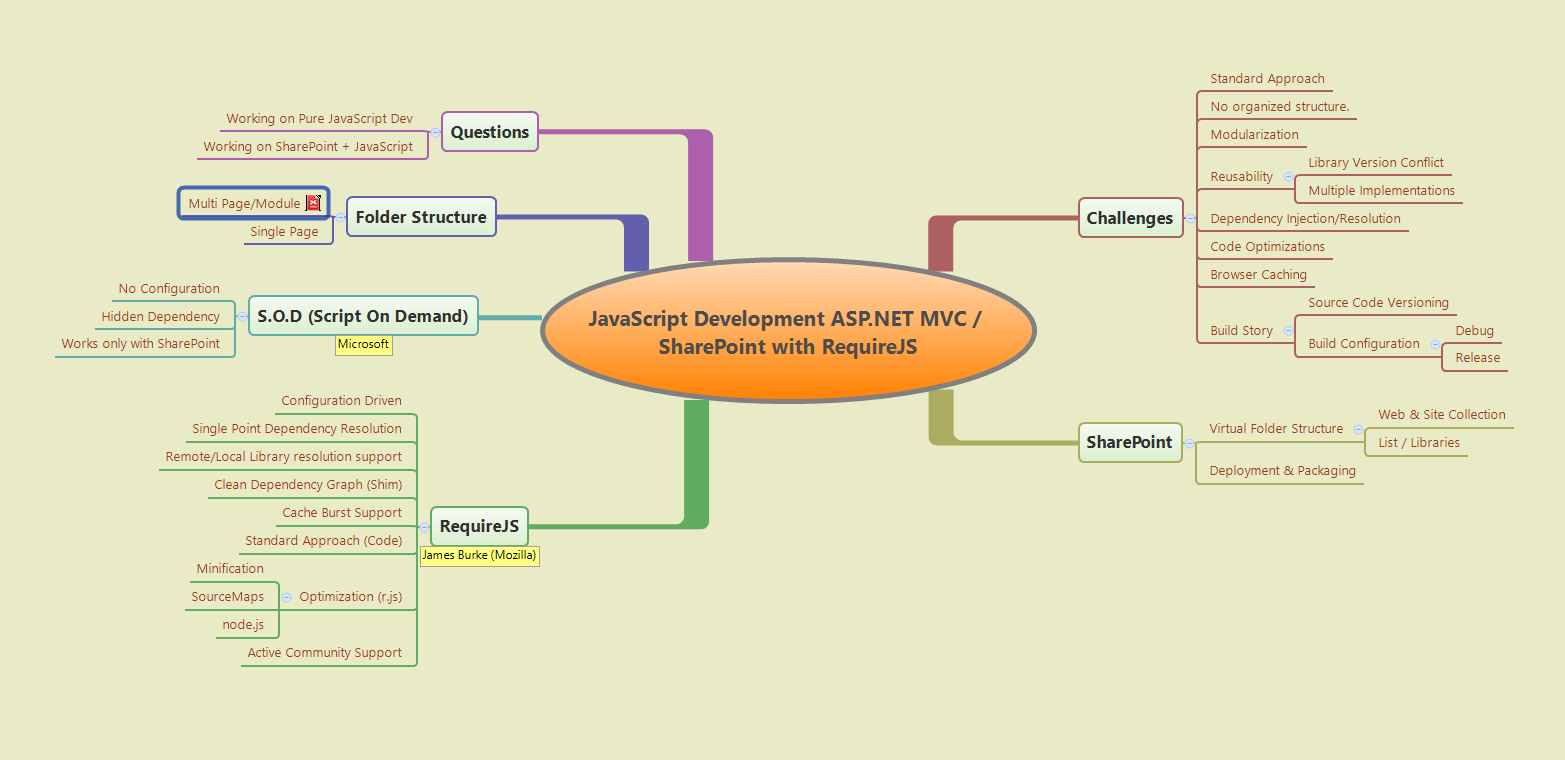 JavaScript Development ASP.NET MVC /
SharePoint with RequireJS
Questions
Working on Pure JavaScript Dev
Working on SharePoint + JavaScript
Folder Structure
Multi Page/Module
Single Page
S.O.D (Script On Demand)
Microsoft
No Configuration
Hidden Dependency
Works only with SharePoint
RequireJS
James Burke (Mozilla)
Configuration Driven
Single Point Dependency Resolution
Remote/Local Library resolution support
Clean Dependency Graph (Shim)
Cache Burst Support
Standard Approach (Code)
Optimization (r.js)
Minification
SourceMaps
node.js
Active Community Support
Challenges
Standard Approach
No organized structure.
Modularization
Reusability
Library Version Conflict
Multiple Implementations
Dependency Injection/Resolution
Code Optimizations
Browser Caching
Build Story
Source Code Versioning
Build Configuration
Debug
Release
SharePoint
Virtual Folder Structure
Web & Site Collection
List / Libraries
Deployment & Packaging